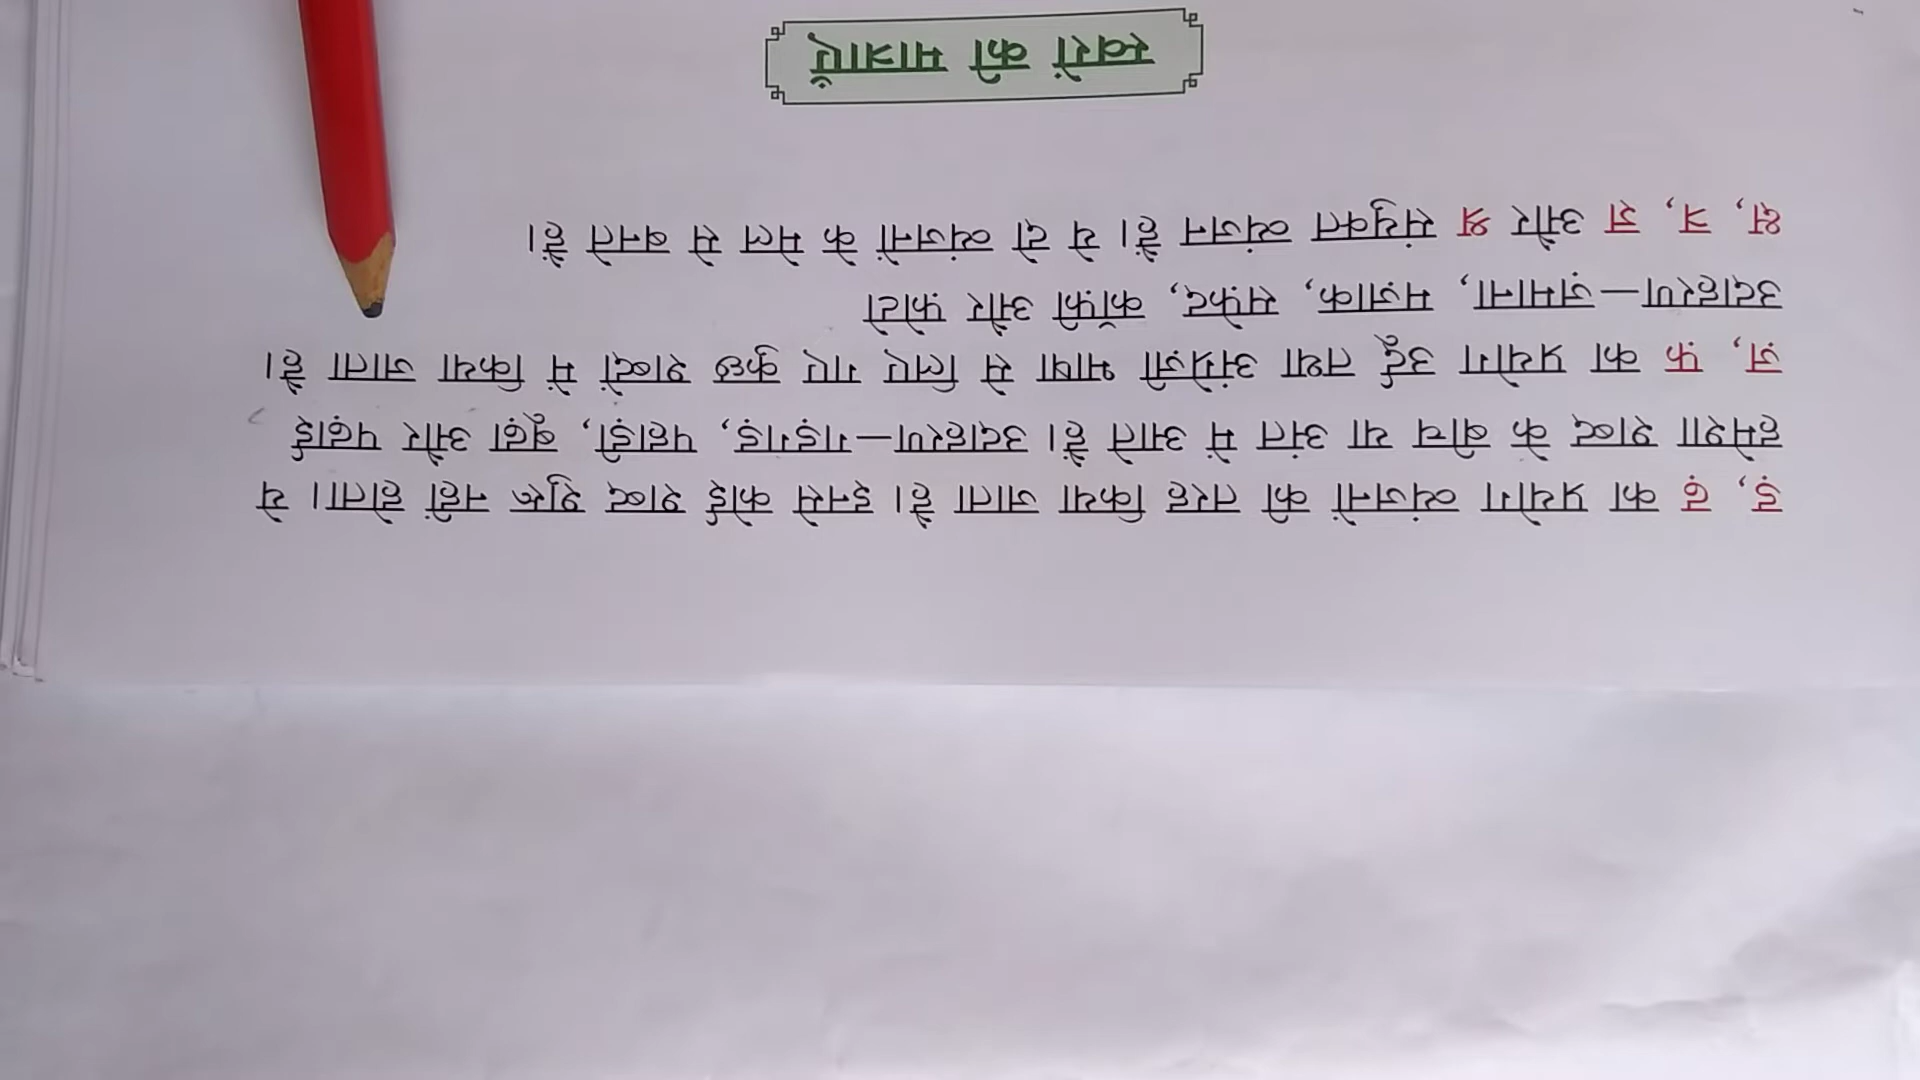 ड़, ढ़ का प्रयोग व्यंजनों की तरह किया जाता है। इनसे कोई शब्द शुरू नहीं होता। ये
हमेशा शब्द के बीच या अंत में आते हैं। उदाहरण—गड़गड़, पहाड़ी, बूढ़ा और पढ़ाई
ज़, फ़ का प्रयोग उर्दू तथा अंग्रेज़ी भाषा से लिए गए कुछ शब्दों में किया जाता है।
उदाहरण—ज़माना, मज़ाक, सफ़ेद, कॉफ़ी और फ़ोटो
क्ष, त्र, ज्ञ और श्र संयुक्त व्यंजन हैं। ये दो व्यंजनों के मेल से बनते हैं।
स्वरों की मात्राएँ